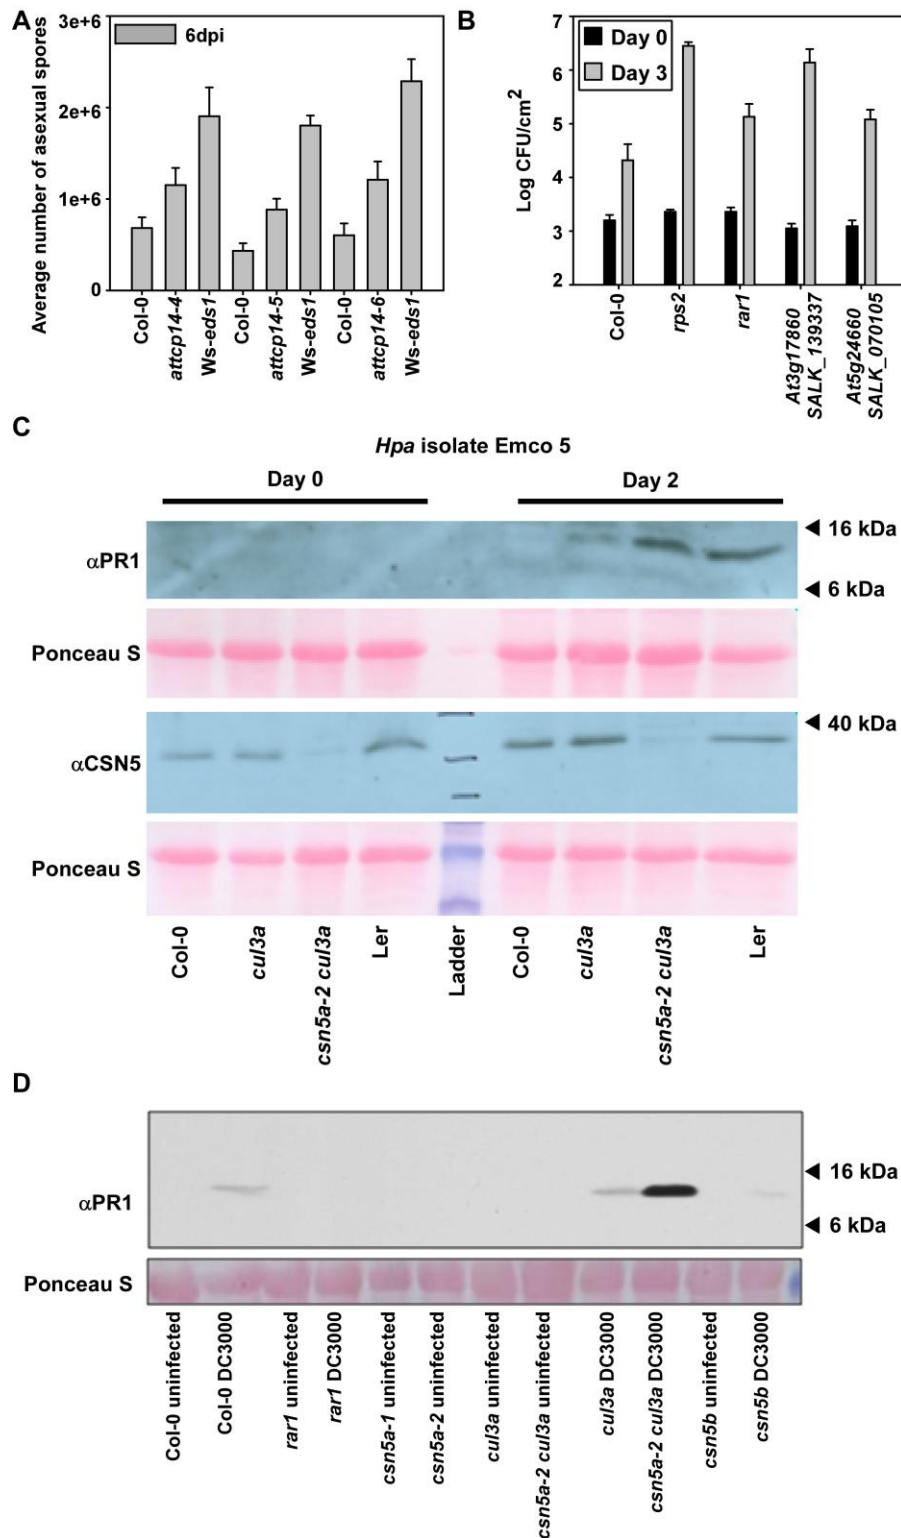 A
Average number of asexual spores
3e+6
2e+6
1e+6
0
6dpi
Col-0
attcp14-4
Ws-eds1
Col-0
attcp14-5
Ws-eds1
Col-0
attcp14-6
Ws-eds1
B
Log CFU/cm2
7
6
5
4
3
2
Day 0
Day 3
Col-0
rps2
rar1
At3g17860
SALK_139337
At5g24660
SALK_070105
C
Hpa isolate Emco 5
Day 0
Day 2
αPR1
16 kDa
6 kDa
Ponceau S
αCSN5
40 kDa
Ponceau S
Col-0
cul3a
csn5a-2 cul3a
Ler
Ladder
Col-0
cul3a
csn5a-2 cul3a
Ler
D
αPR1
16 kDa
6 kDa
Ponceau S
Col-0 uninfected
Col-0 DC3000
rar1 uninfected
rar1 DC3000
csn5a-1 uninfected
csn5a-2 uninfected
cul3a uninfected
csn5a-2 cul3a uninfected
cul3a DC3000
csn5a-2 cul3a DC3000
csn5b uninfected
csn5b DC3000